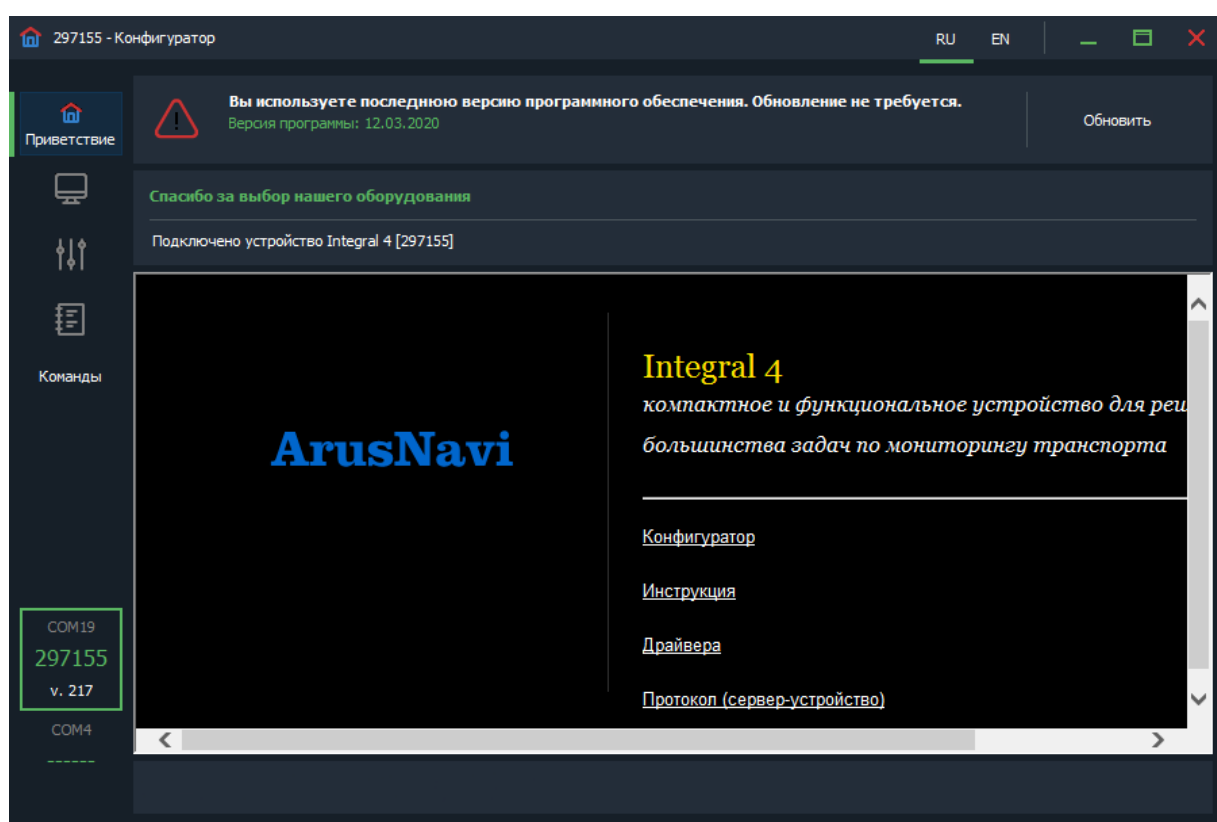 297155 - Конфигуратор
RU
EN
Приветствие
Вы используете последнюю версию программного обеспечения. Обновление не требуется.
Версия программы: 12.03.2020
Обновить
Спасибо за выбор нашего оборудования
Подключено устройство Integral 4 [297155]
Команды
ArusNavi
Integral 4
компактное и функциональное устройство для реш
большинства задач по мониторингу транспорта
Конфигуратор
Инструкция
Драйвера
Протокол (сервер-устройство)
COM19
297155
v. 217
COM4
------